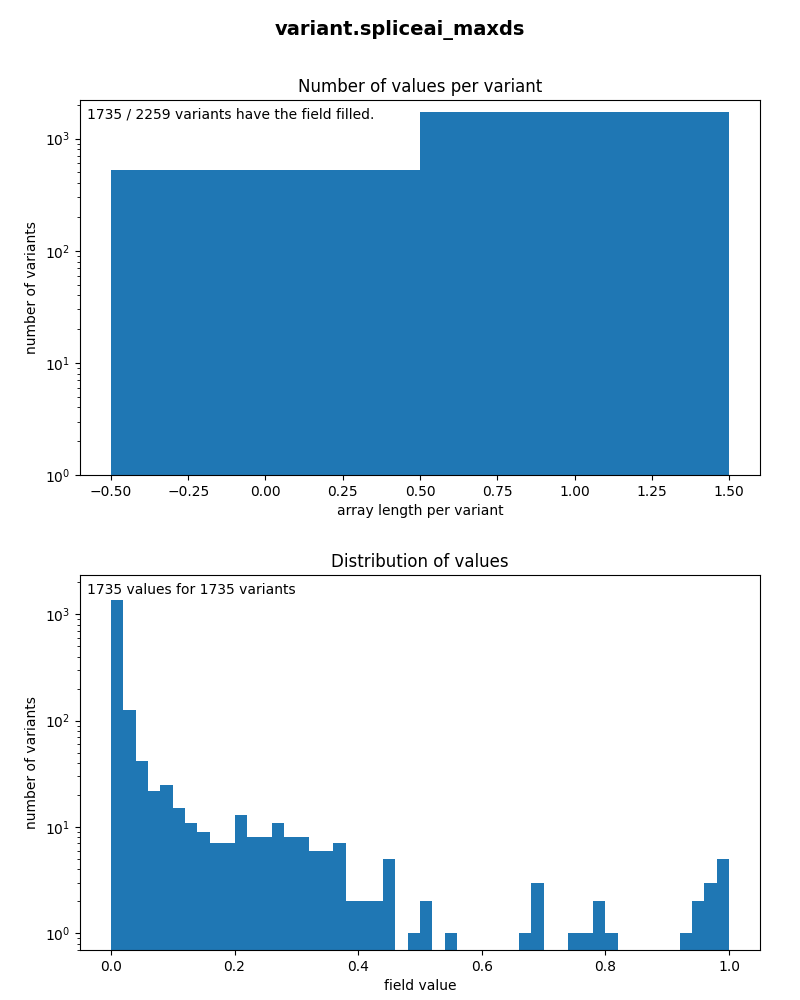 variant.spliceai_maxds
Number of values per variant
1735 / 2259 variants have the field filled.
number of variants
10³
10²
10¹
10⁰
−0.50 −0.25 0.00 0.25 0.50 0.75 1.00 1.25 1.50
array length per variant
Distribution of values
1735 values for 1735 variants
number of variants
10³
10²
10¹
10⁰
0.0 0.2 0.4 0.6 0.8 1.0
field value